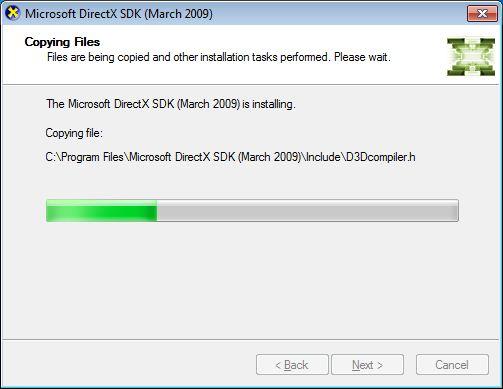 Microsoft DirectX SDK (March 2009)
Copying Files
Files are being copied and other installation tasks performed. Please wait.
The Microsoft DirectX SDK (March 2009) is installing.
Copying file:
C:\Program Files\Microsoft DirectX SDK (March 2009)\Include\D3Dcompiler.h
< Back Next > Cancel